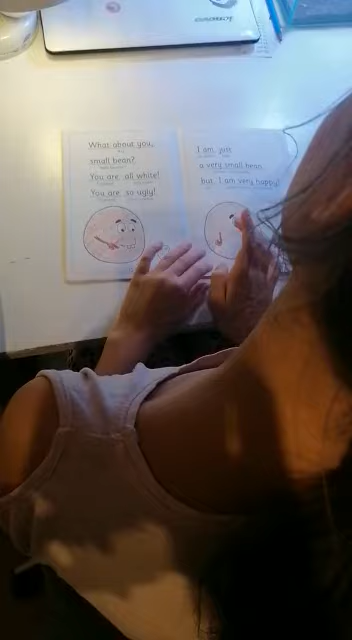 What about you,
small bean?
You are all white!
You are so ugly!
I am just
a very small bean
but I am very happy!
Lenovo